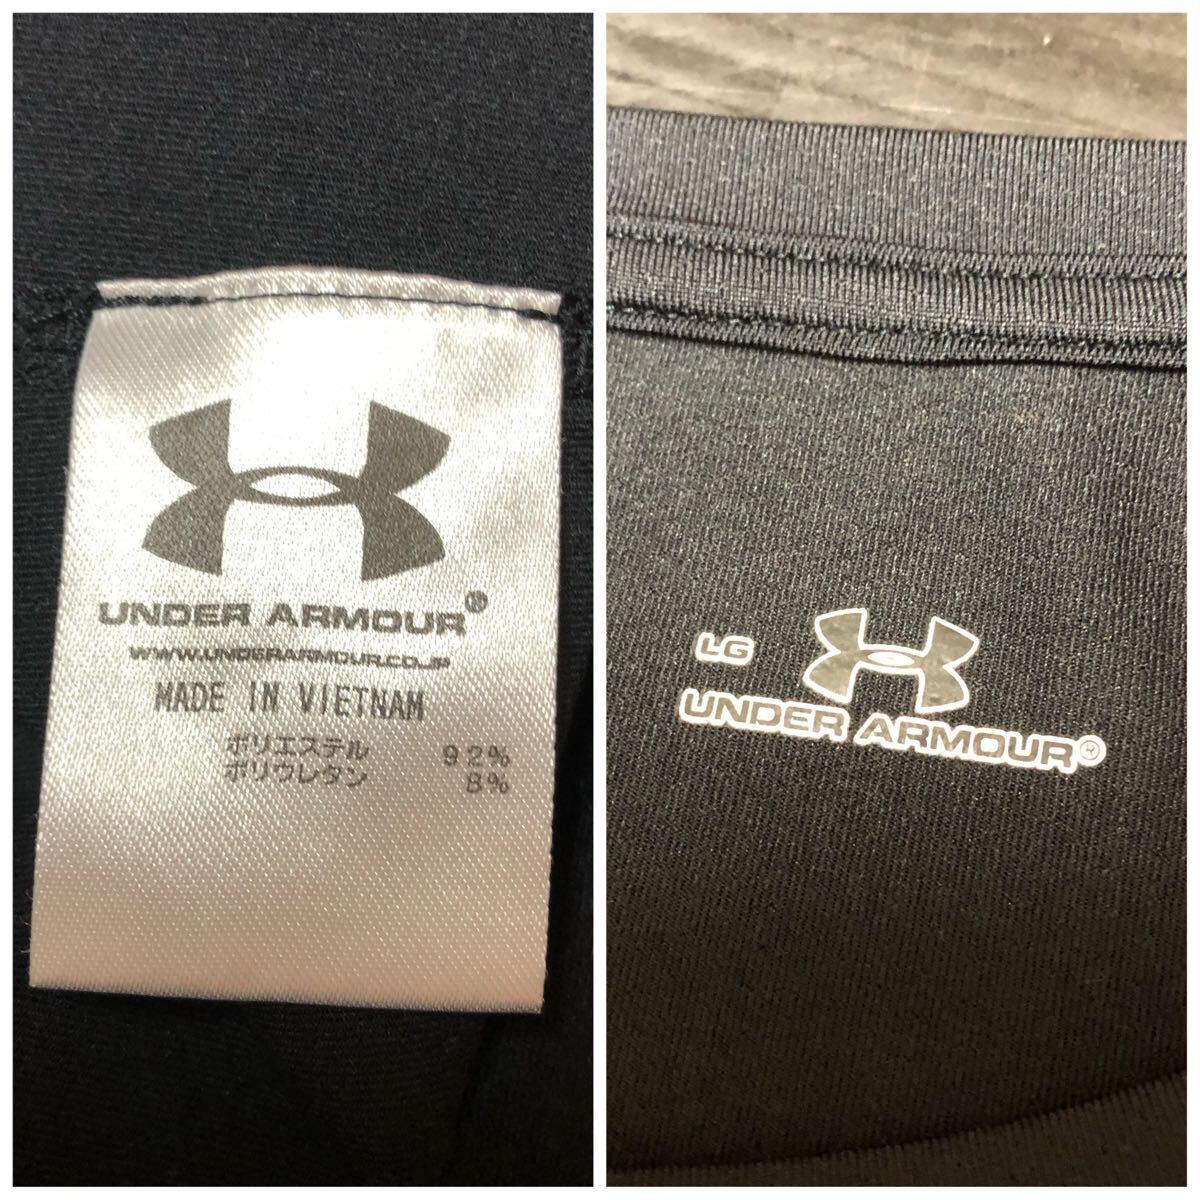 UNDER ARMOUR®
WWW.UNDERARMOUR.CO.JP
MADE IN VIETNAM
ポリエステル 92%
ポリウレタン 8%
LG
UNDER ARMOUR®